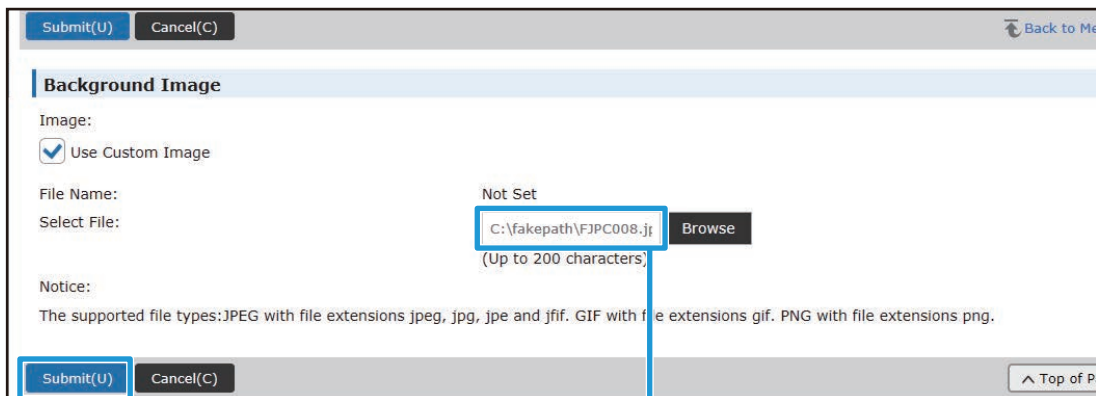 Submit(U) Cancel(C) Back to Me
Background Image
Image:
Use Custom Image
File Name: Not Set
Select File: C:\fakepath\FJPC008.j Browse
(Up to 200 characters)
Notice:
The supported file types:JPEG with file extensions jpeg, jpg, jpe and jfif. GIF with file extensions gif. PNG with file extensions png.
Submit(U) Cancel(C) Top of P